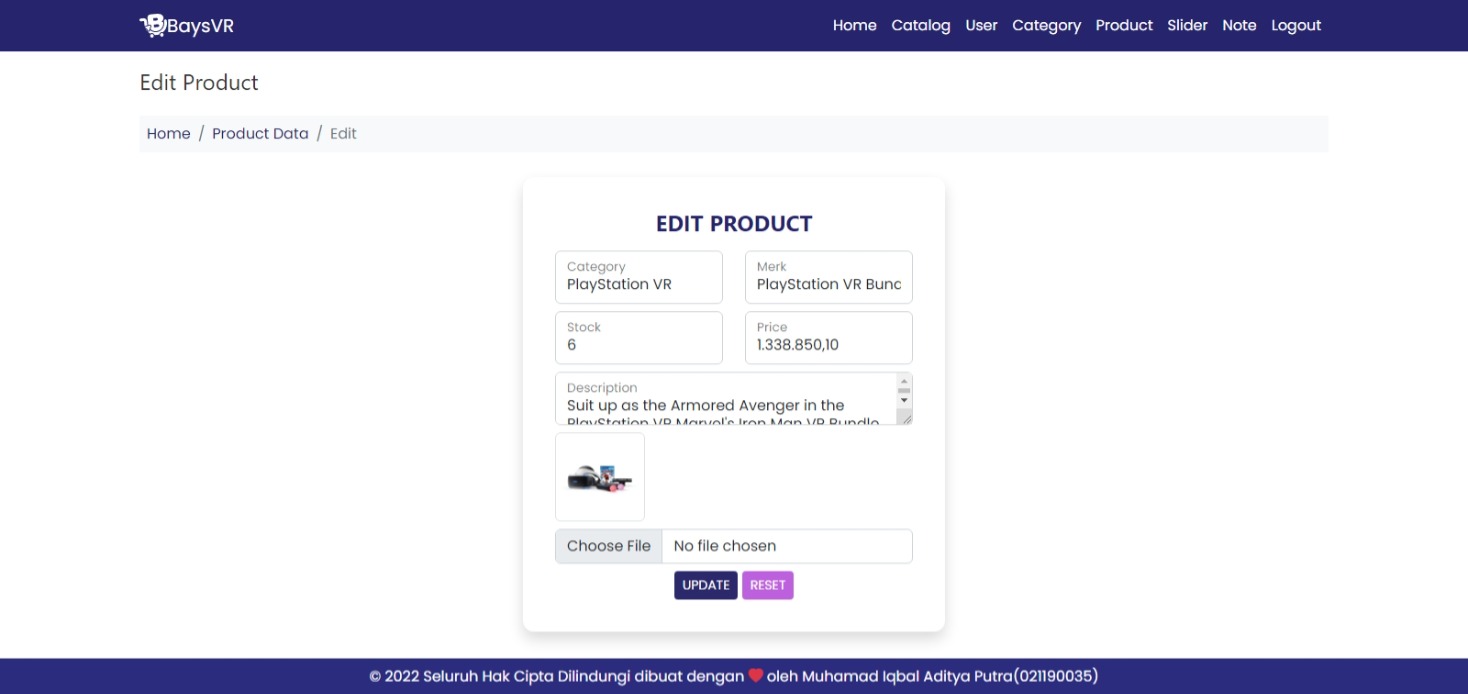 BaysVR
Home Catalog User Category Product Slider Note Logout
Edit Product
Home / Product Data / Edit
EDIT PRODUCT
Category
PlayStation VR
Merk
PlayStation VR Bund
Stock
6
Price
1.338.850,10
Description
Suit up as the Armored Avenger in the
PlayStation VR Marvel's Iron Man VR Bundle
Choose File No file chosen
UPDATE RESET
© 2022 Seluruh Hak Cipta Dilindungi dibuat dengan ❤ oleh Muhamad Iqbal Aditya Putra(021190035)